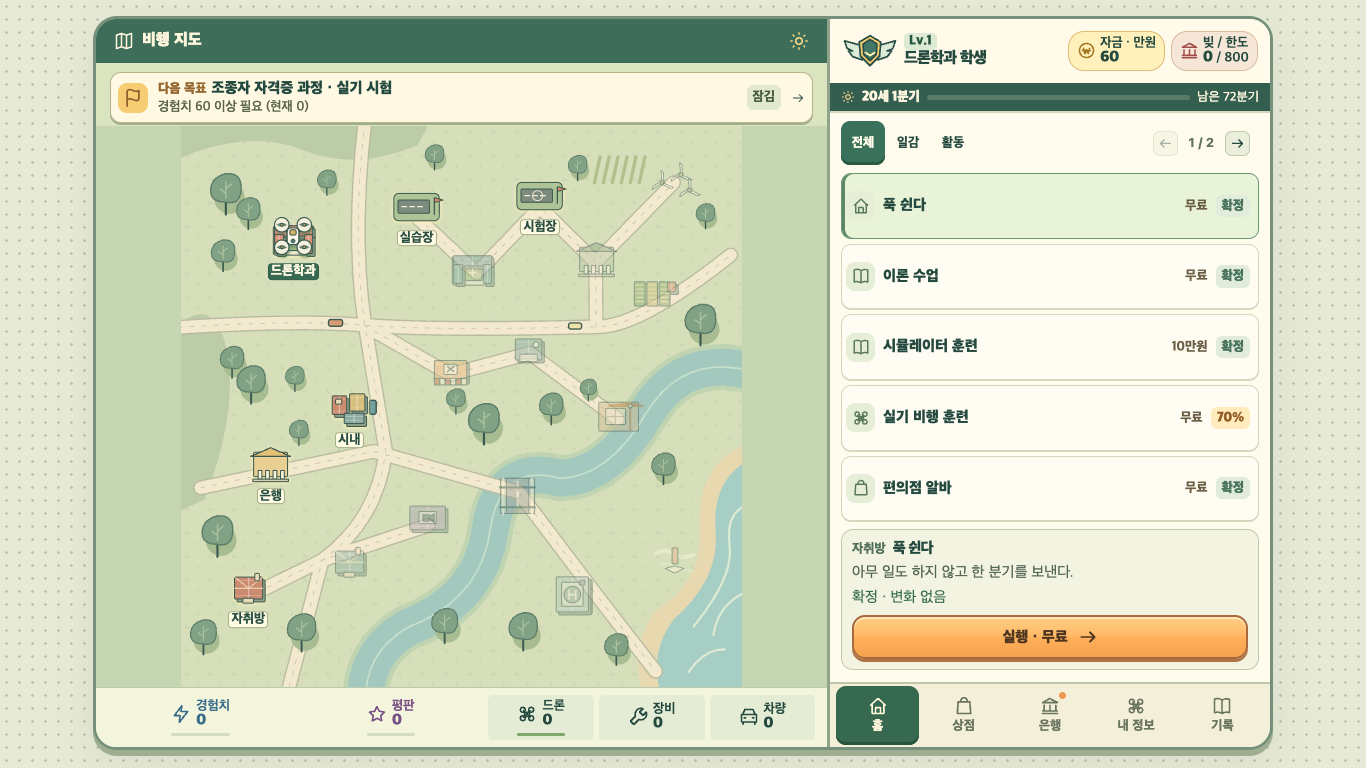 비행 지도
다음 목표 조종자 자격증 과정 · 실기 시험
경험치 60 이상 필요 (현재 0)
잠김
실습장
시험장
드론학과
시내
은행
자취방
경험치
0
평판
0
드론
0
장비
0
차량
0
Lv.1
드론학과 학생
자금 · 만원
60
빚 / 한도
0 / 800
20세 1분기
남은 72분기
전체
일감
활동
1 / 2
푹 쉰다
무료
확정
이론 수업
무료
확정
시뮬레이터 훈련
10만원
확정
실기 비행 훈련
무료
70%
편의점 알바
무료
확정
자취방 푹 쉰다
아무 일도 하지 않고 한 분기를 보낸다.
확정 · 변화 없음
실행 · 무료
홈
상점
은행
내 정보
기록